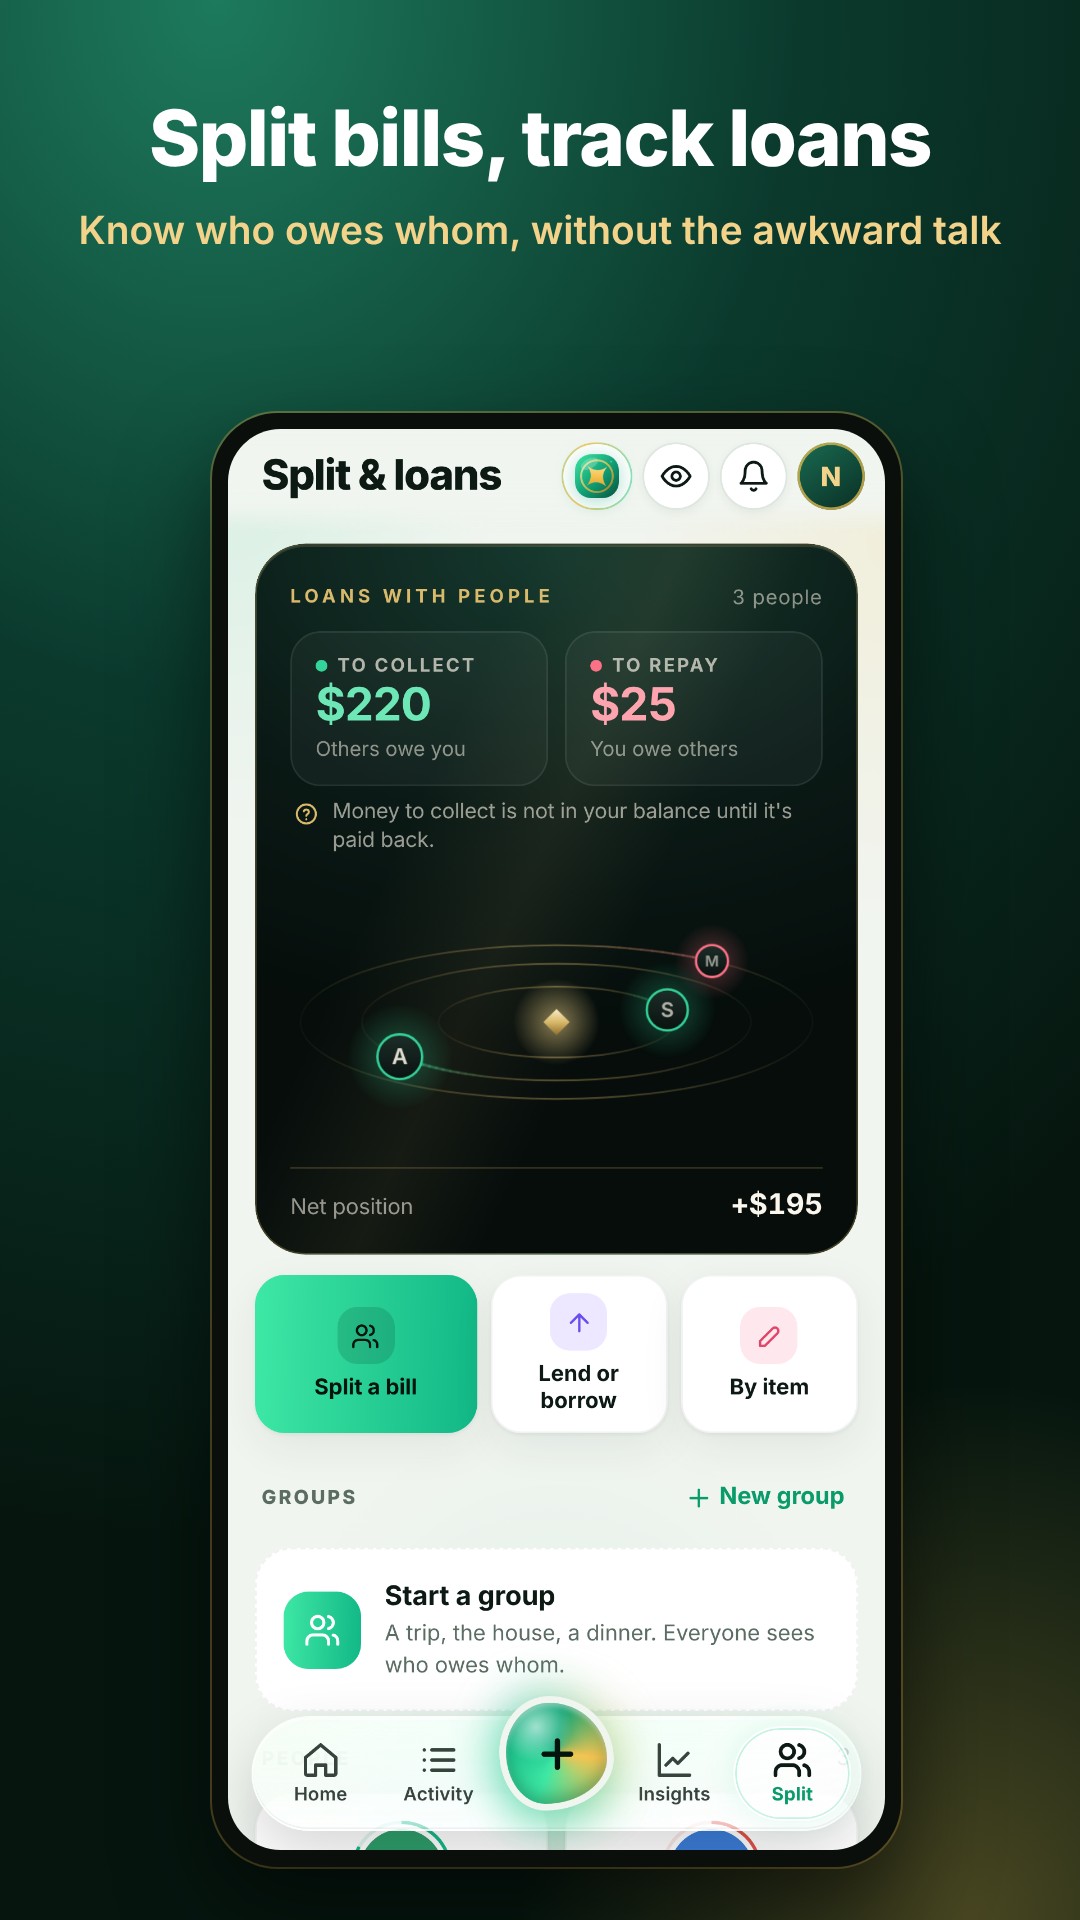 Split bills, track loans
Know who owes whom, without the awkward talk
Split & loans
N
LOANS WITH PEOPLE
3 people
TO COLLECT
$220
Others owe you
TO REPAY
$25
You owe others
Money to collect is not in your balance until it's
paid back.
M
S
A
Net position
+$195
Split a bill
Lend or
borrow
By item
GROUPS
+ New group
Start a group
A trip, the house, a dinner. Everyone sees
who owes whom.
Home
Activity
Insights
Split